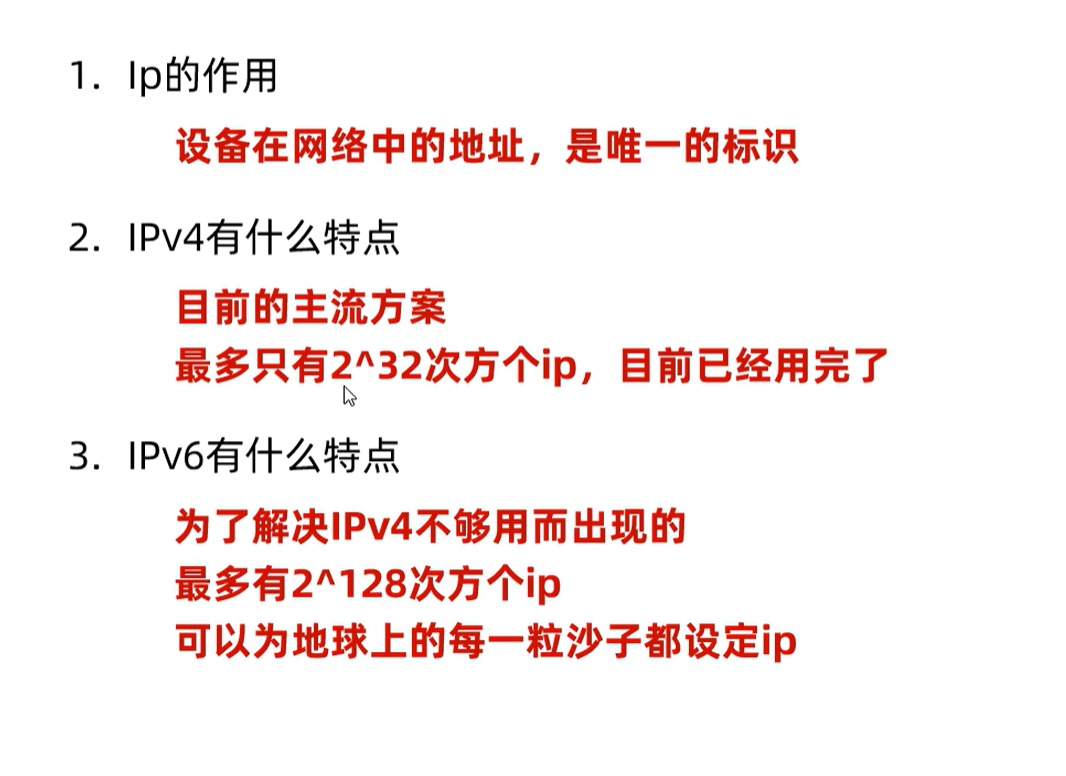 1. Ip的作用
设备在网络中的地址，是唯一的标识
2. IPv4有什么特点
目前的主流方案
最多只有2^32次方个ip，目前已经用完了
3. IPv6有什么特点
为了解决IPv4不够用而出现的
最多有2^128次方个ip
可以为地球上的每一粒沙子都设定ip